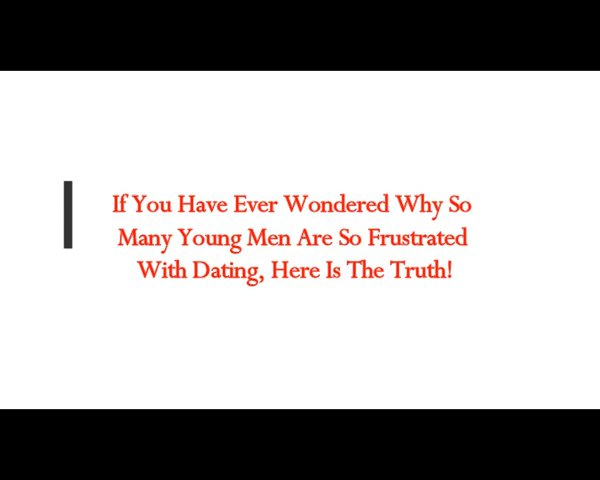 If You Have Ever Wondered Why So
Many Young Men Are So Frustrated
With Dating, Here Is The Truth!